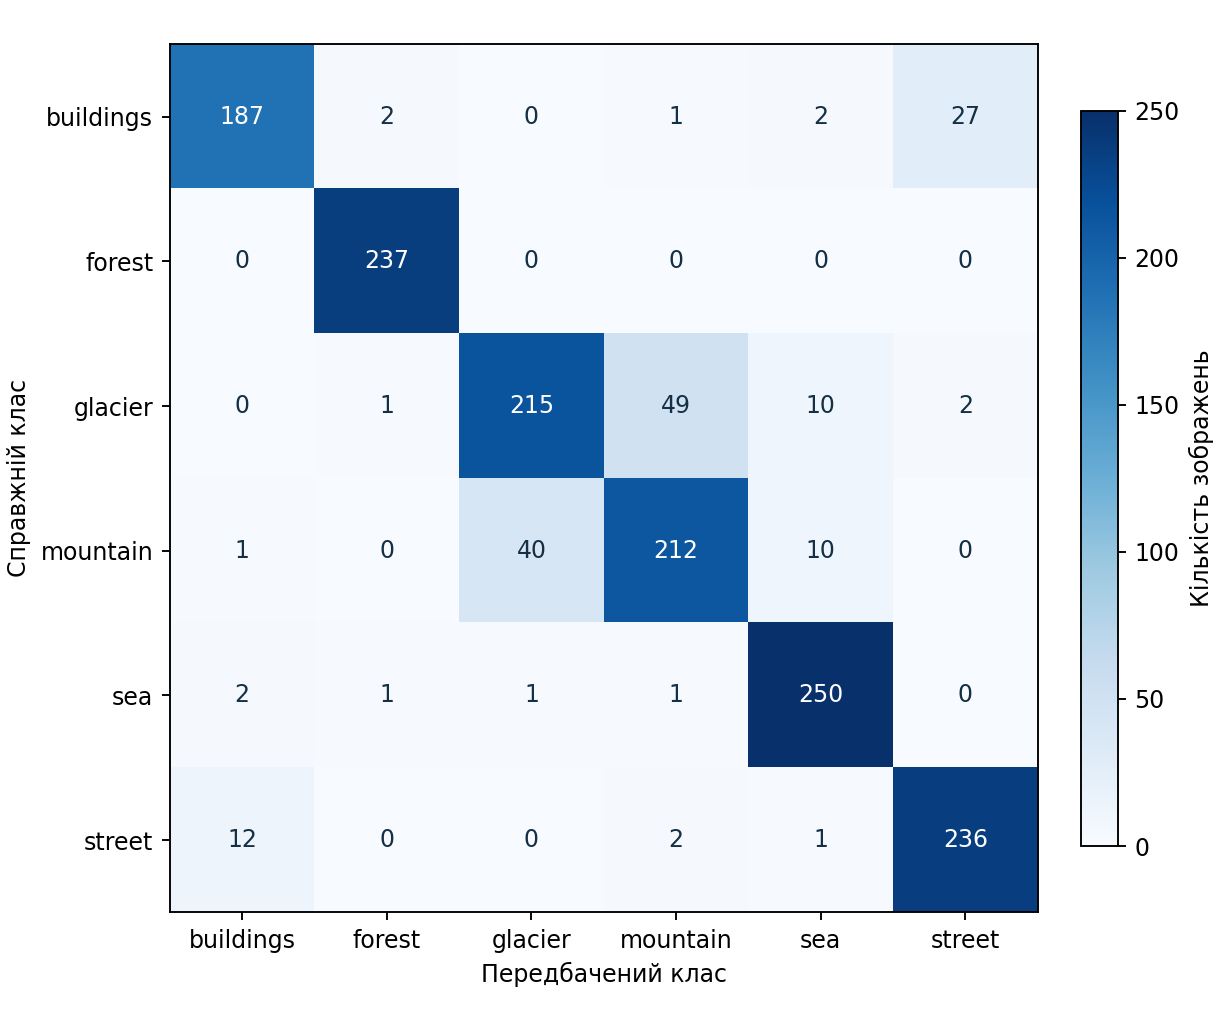 buildings 187 2 0 1 2 27
forest 0 237 0 0 0 0
glacier 0 1 215 49 10 2
mountain 1 0 40 212 10 0
sea 2 1 1 1 250 0
street 12 0 0 2 1 236
buildings forest glacier mountain sea street
Передбачений клас
Справжній клас
250
200
150
100
50
0
Кількість зображень